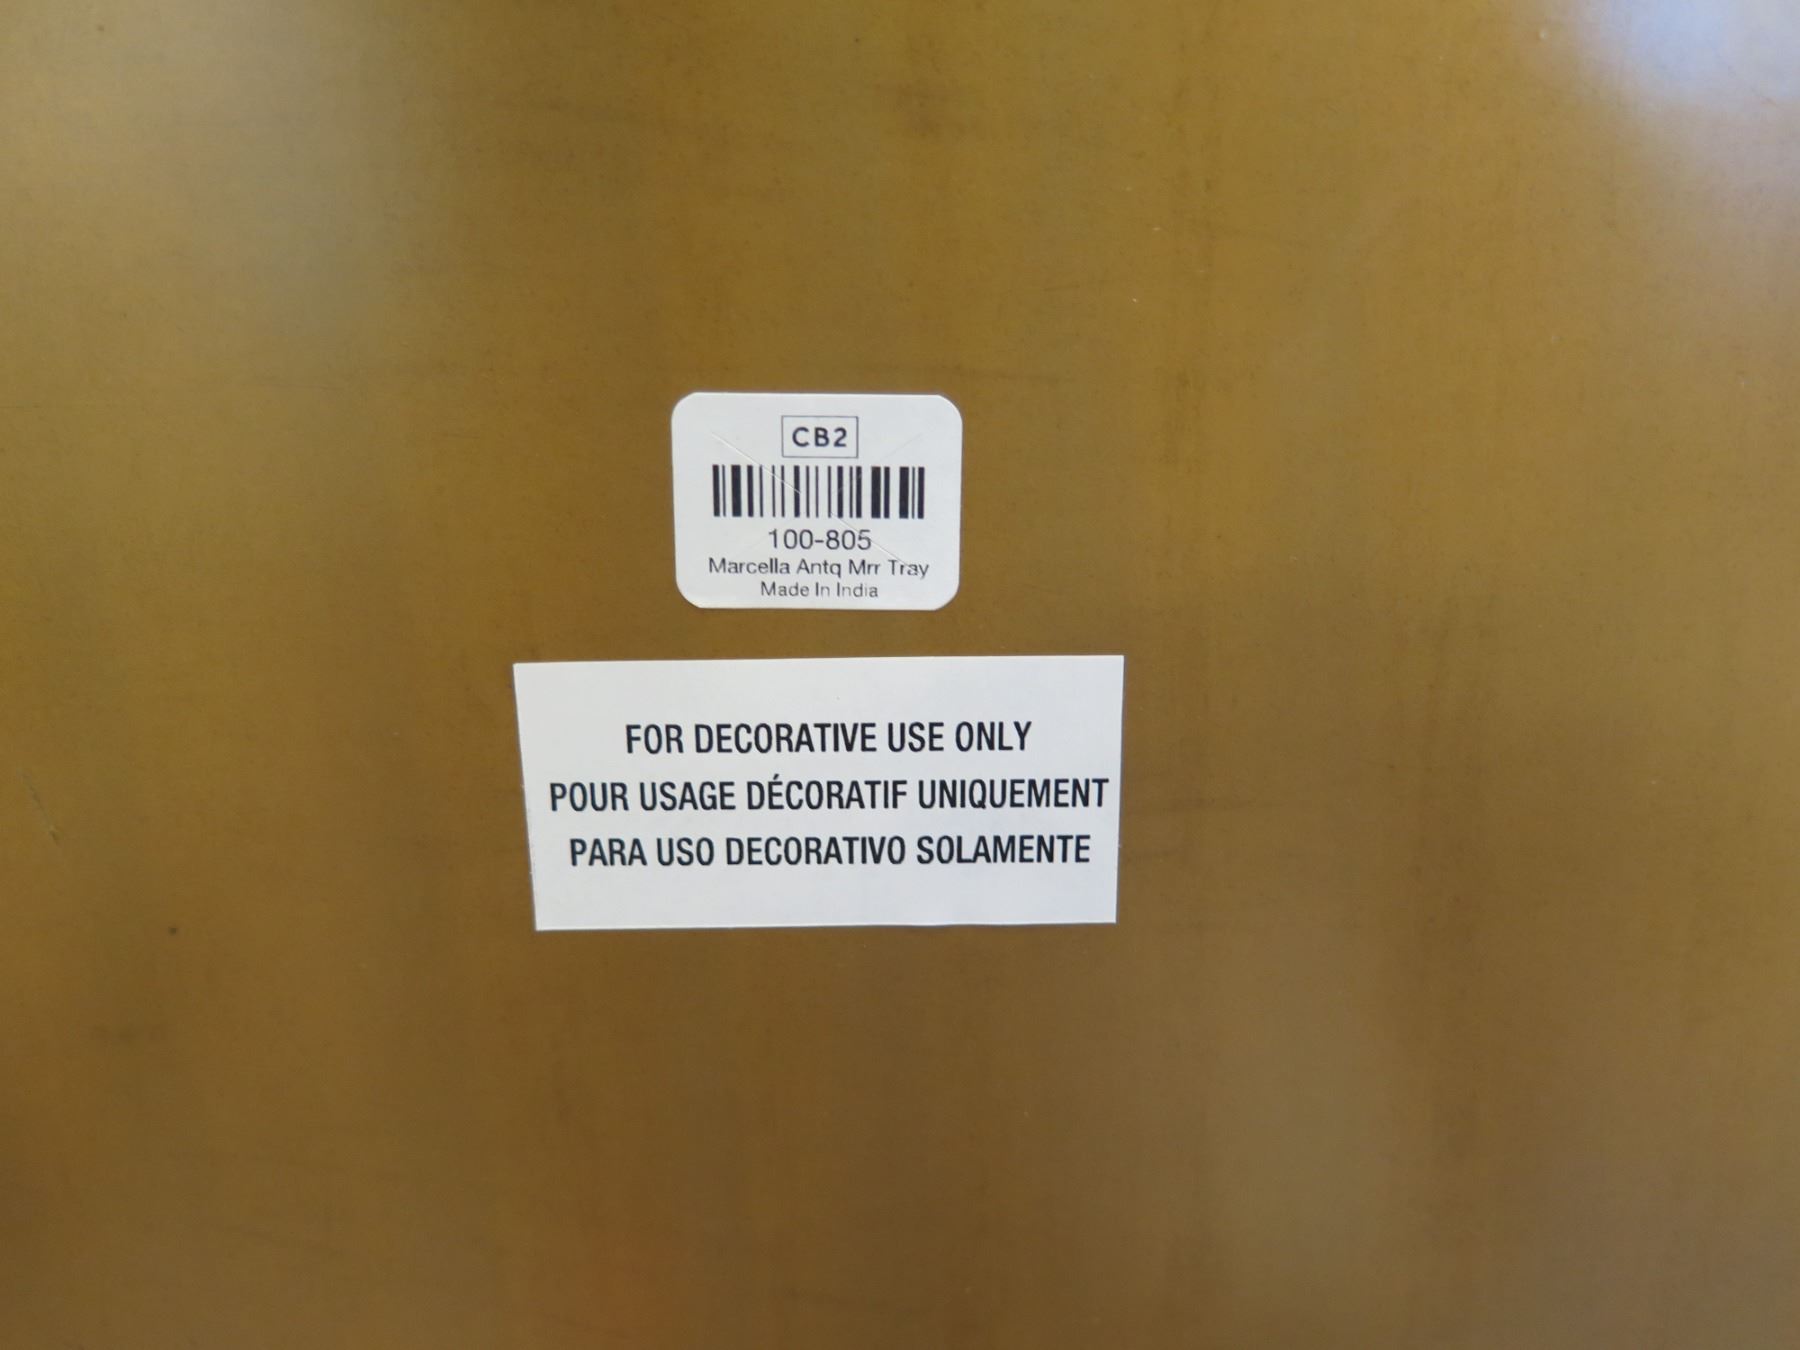 CB2
100-805
Marcella Antq Mrr Tray
Made In India
FOR DECORATIVE USE ONLY
POUR USAGE DÉCORATIF UNIQUEMENT
PARA USO DECORATIVO SOLAMENTE